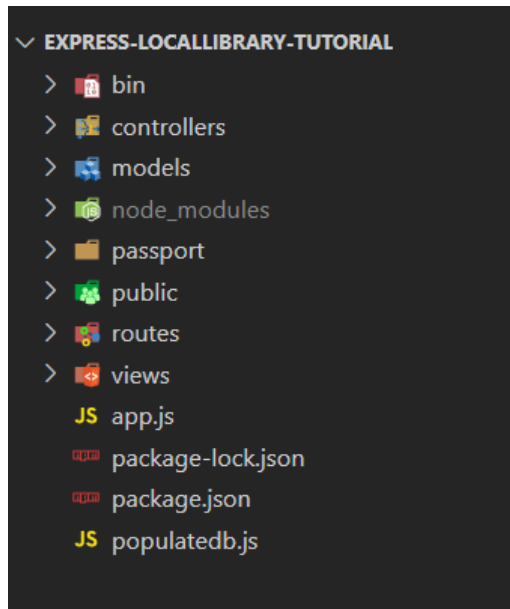 EXPRESS-LOCALLIBRARY-TUTORIAL
bin
controllers
models
node_modules
passport
public
routes
views
JS app.js
package-lock.json
package.json
JS populatedb.js